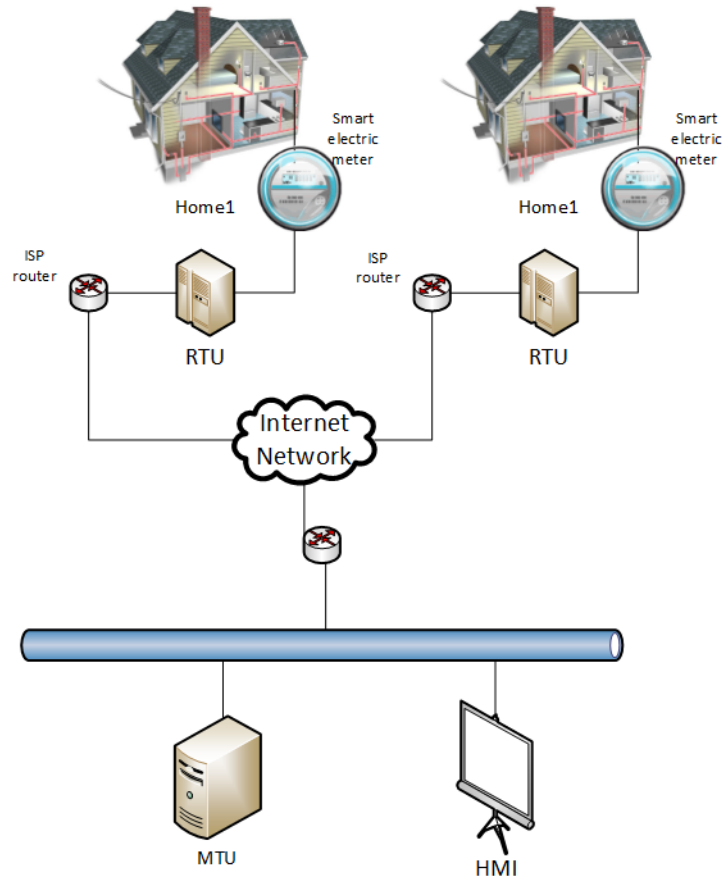 Smart
electric
meter
Home1
ISP
router
RTU
Smart
electric
meter
Home1
ISP
router
RTU
Internet
Network
MTU
HMI